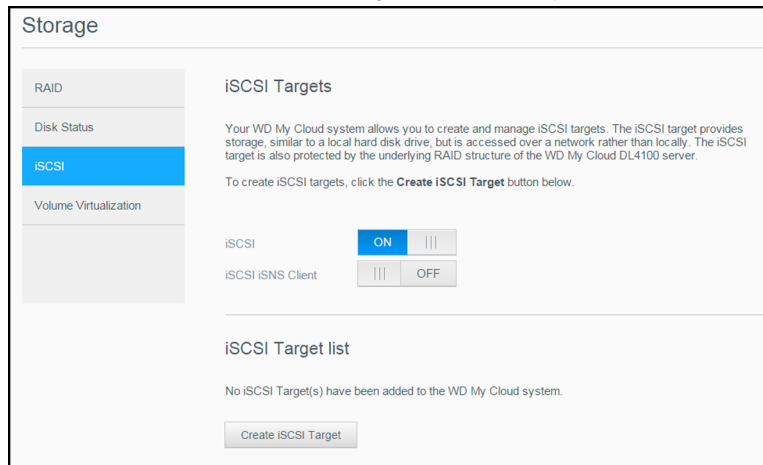 Storage
RAID
Disk Status
iSCSI
Volume Virtualization
iSCSI Targets
Your WD My Cloud system allows you to create and manage iSCSI targets. The iSCSI target provides
storage, similar to a local hard disk drive, but is accessed over a network rather than locally. The iSCSI
target is also protected by the underlying RAID structure of the WD My Cloud DL4100 server.
To create iSCSI targets, click the Create iSCSI Target button below.
iSCSI ON
iSCSI iSNS Client OFF
iSCSI Target list
No iSCSI Target(s) have been added to the WD My Cloud system.
Create iSCSI Target